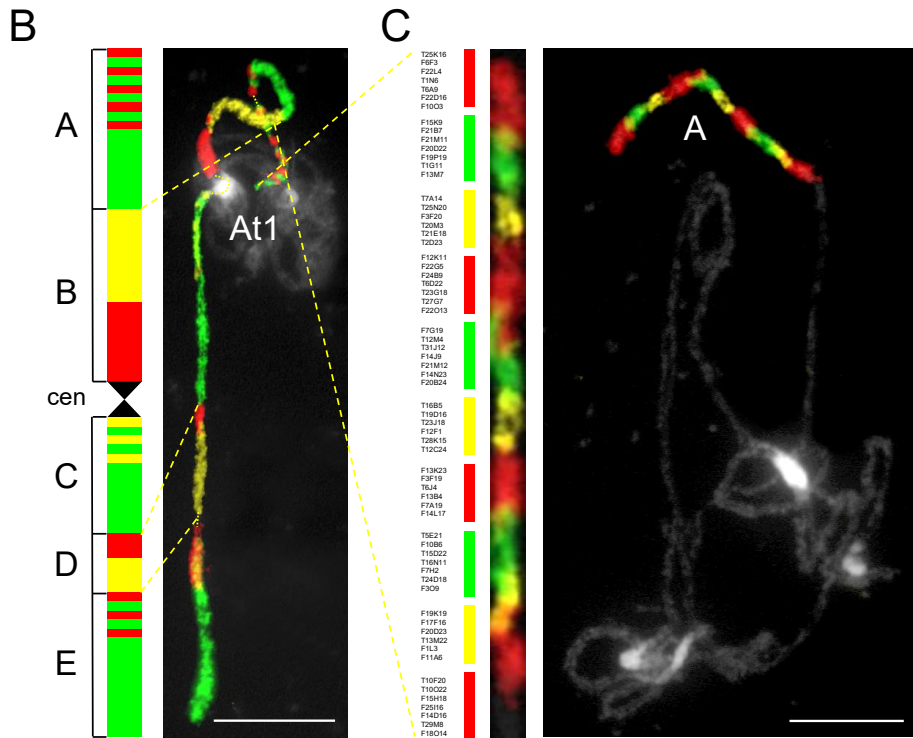 B
C
A
B
cen
C
D
E
At1
T25K16
F6F3
F22L4
T1N6
T6A9
F22D16
F10O3
F15K9
F21B7
F21M11
F20D22
F19P19
T1G11
F13M7
T7A14
T25N20
F3F20
T20M3
T21E18
T2D23
F12K11
F22G5
F24B9
T6D22
T23G18
T27G7
F22O13
F7G19
T12M4
T31J12
F14J9
F21M12
F14N23
F20B24
T16B5
T19D16
T23J18
F12F1
T28K15
T12C24
F13K23
F3F19
T6J4
F13B4
F7A19
F14L17
T5E21
F10B6
T15D22
T16N11
F7H2
T24D18
F3O9
F19K19
F17F16
F20D23
T13M22
F1L3
F11A6
T10F20
T10O22
F15H18
F25I16
F14D16
T29M8
F18O14
A